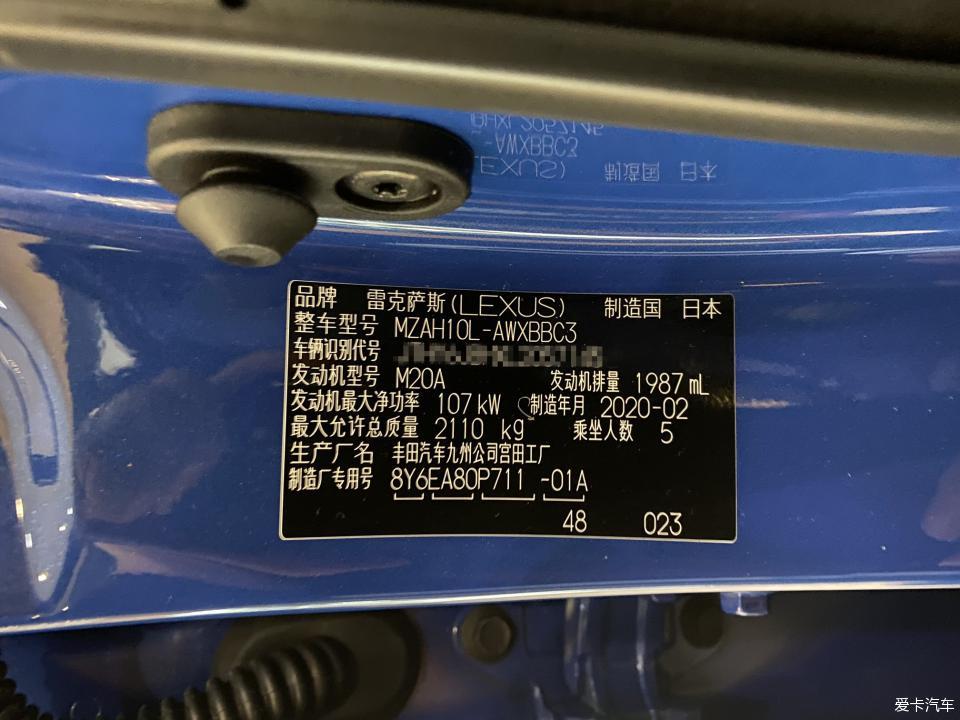 品牌 雷克萨斯(LEXUS) 制造国 日本
整车型号 MZAH10L-AWXBBC3
车辆识别代号
发动机型号 M20A 发动机排量 1987 mL
发动机最大净功率 107 kW 制造年月 2020-02
最大允许总质量 2110 kg 乘坐人数 5
生产厂名 丰田汽车九州公司宫田工厂
制造厂专用号 8Y6EA80P711 -01A
48 023
爱卡汽车